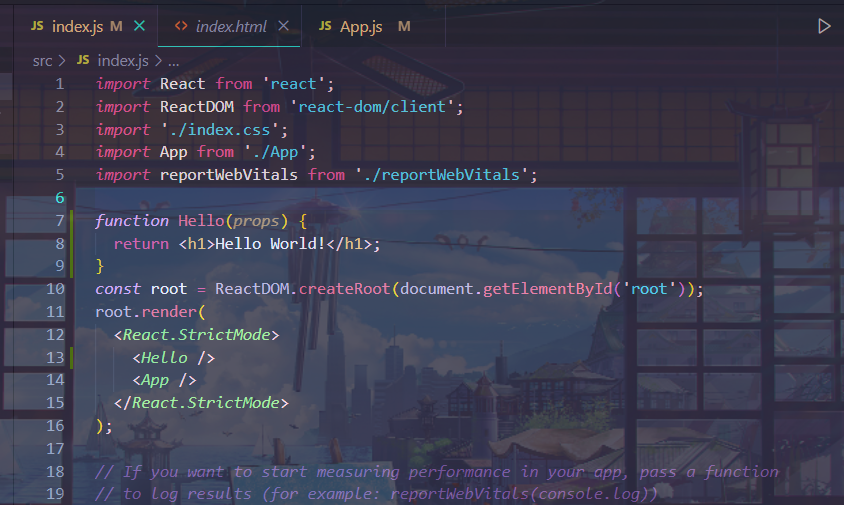 JS index.js M ×
<> index.html ×
JS App.js M
src > JS index.js > ...
1 import React from 'react';
2 import ReactDOM from 'react-dom/client';
3 import './index.css';
4 import App from './App';
5 import reportWebVitals from './reportWebVitals';
6
7 function Hello(props) {
8   return <h1>Hello World!</h1>;
9 }
10 const root = ReactDOM.createRoot(document.getElementById('root'));
11 root.render(
12   <React.StrictMode>
13     <Hello />
14     <App />
15   </React.StrictMode>
16 );
17
18 // If you want to start measuring performance in your app, pass a function
19 // to log results (for example: reportWebVitals(console.log))